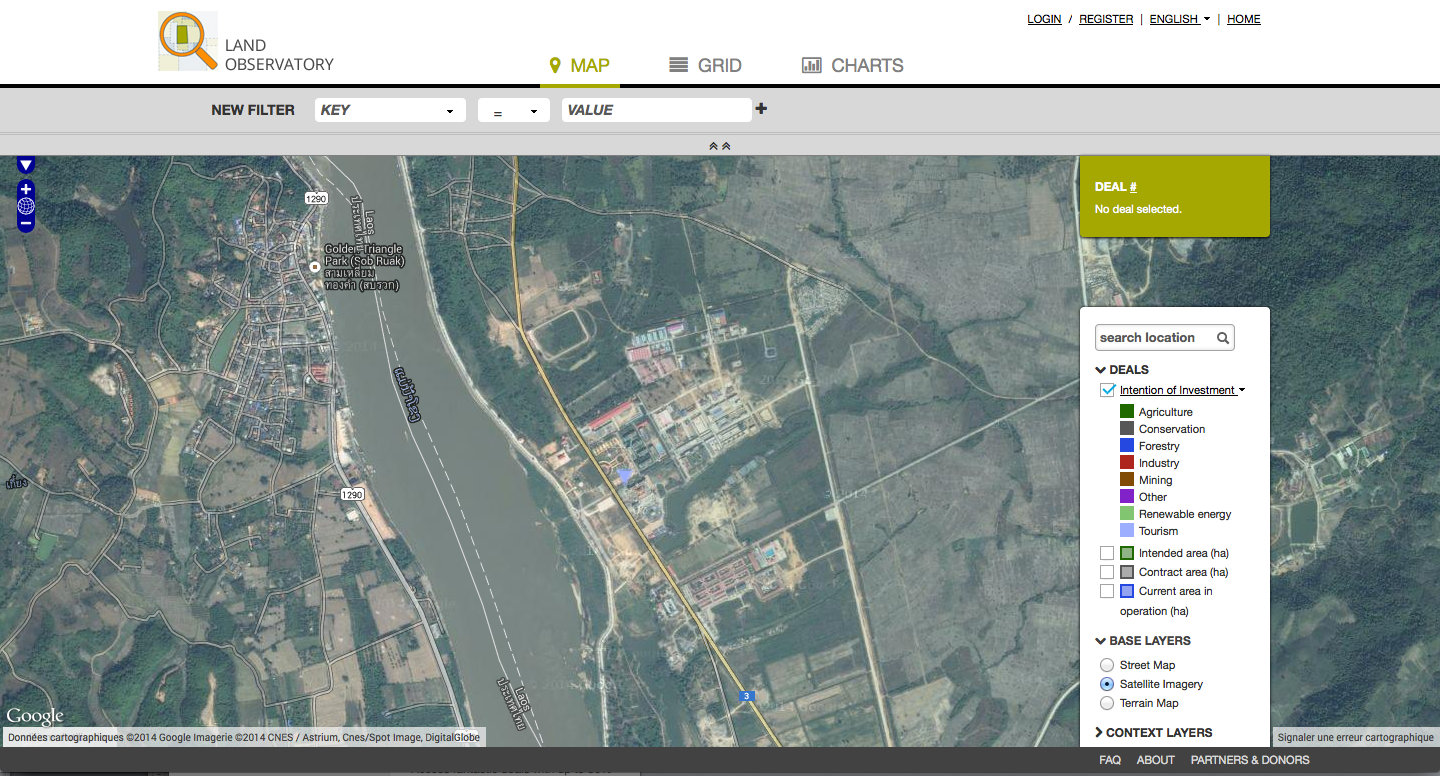 LAND
OBSERVATORY
LOGIN / REGISTER | ENGLISH | HOME
MAP GRID CHARTS
NEW FILTER KEY = VALUE
1290
Laos
ประเทศไทย
Golden Triangle
Park (Sob Ruak)
สามเหลี่ยม
ทองคำ (สบรวก)
แม่น้ำโขง
1290
Laos
ประเทศไทย
3
DEAL #
No deal selected.
search location
DEALS
Intention of Investment
Agriculture
Conservation
Forestry
Industry
Mining
Other
Renewable energy
Tourism
Intended area (ha)
Contract area (ha)
Current area in
operation (ha)
BASE LAYERS
Street Map
Satellite Imagery
Terrain Map
CONTEXT LAYERS
Google
Données cartographiques ©2014 Google Imagerie ©2014 CNES / Astrium, Cnes/Spot Image, DigitalGlobe
Signaler une erreur cartographique
FAQ ABOUT PARTNERS & DONORS